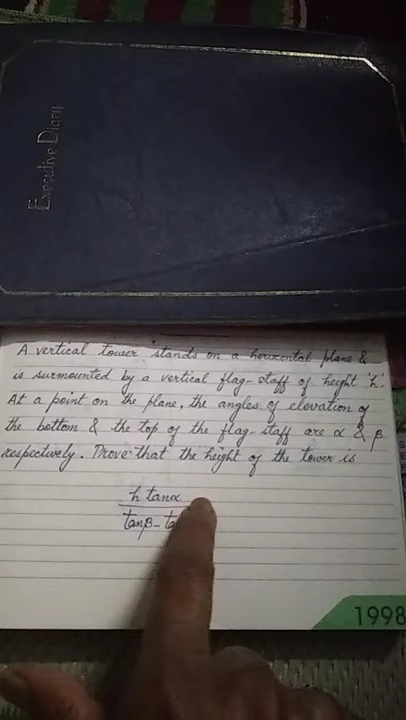 Executive Diary
A vertical tower stands on a horizontal plane &
is surmounted by a vertical flag-staff of height 'h'.
At a point on the plane, the angles of elevation of
the bottom & the top of the flag-staff are α & β
respectively. Prove that the height of the tower is
h tanα
tanβ -
1998